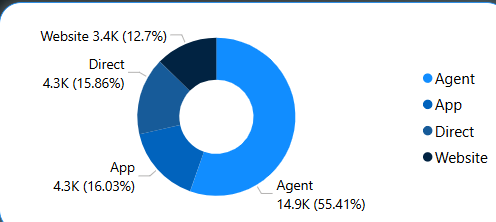 Website 3.4K (12.7%)
Direct
4.3K (15.86%)
App
4.3K (16.03%)
Agent
14.9K (55.41%)
Agent
App
Direct
Website